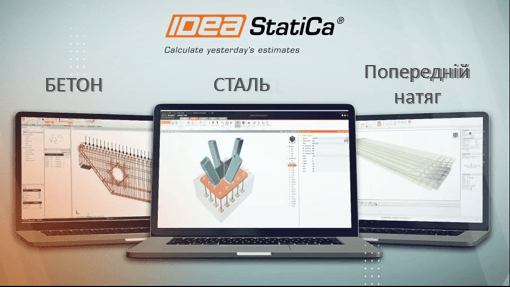 IDEA StatiCa®
Calculate yesterday's estimates
БЕТОН
СТАЛЬ
Попередній
натяг